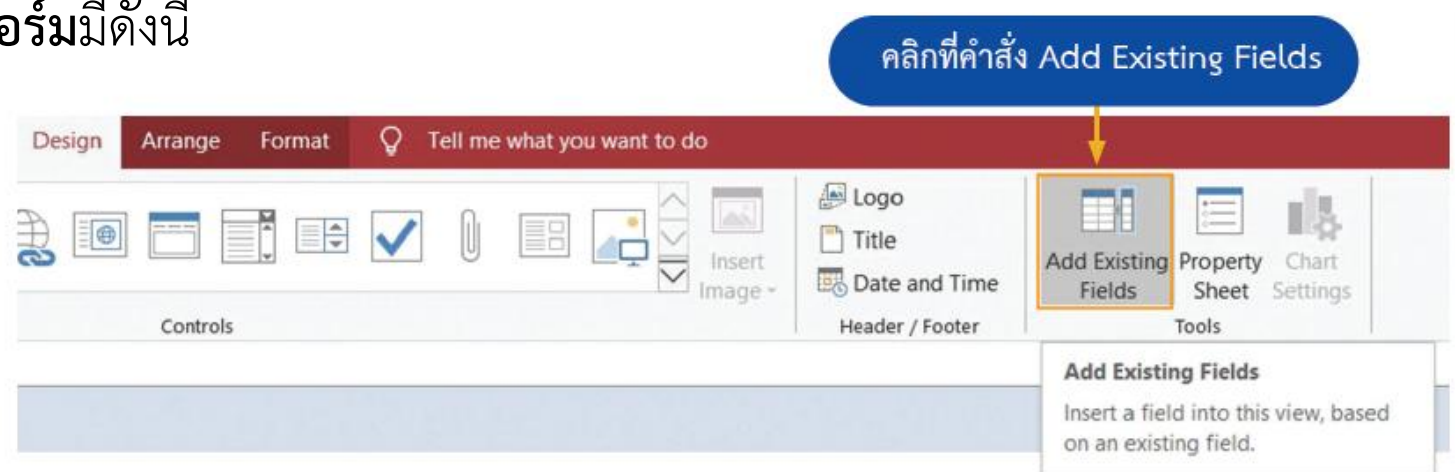 อร์มมีดังนี้
คลิกที่คำสั่ง Add Existing Fields
Design Arrange Format Tell me what you want to do
Insert
Image
Logo
Title
Date and Time
Add Existing
Fields
Property
Sheet
Chart
Settings
Controls
Header / Footer
Tools
Add Existing Fields
Insert a field into this view, based
on an existing field.